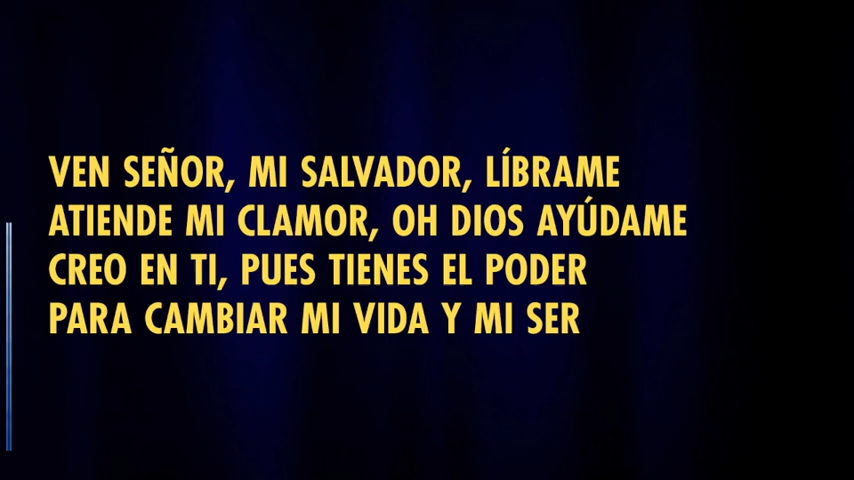 VEN SEÑOR, MI SALVADOR, LÍBRAME
ATIENDE MI CLAMOR, OH DIOS AYÚDAME
CREO EN TI, PUES TIENES EL PODER
PARA CAMBIAR MI VIDA Y MI SER